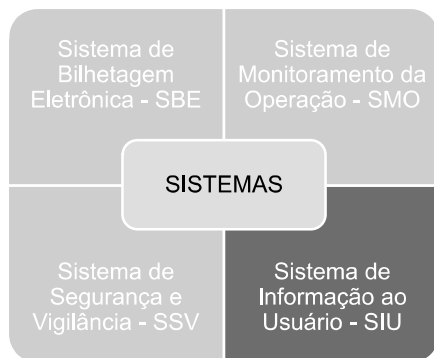 Sistema de
Bilhetagem
Eletrônica - SBE
Sistema de
Monitoramento da
Operação - SMO
SISTEMAS
Sistema de
Segurança e
Vigilância - SSV
Sistema de
Informação ao
Usuário - SIU